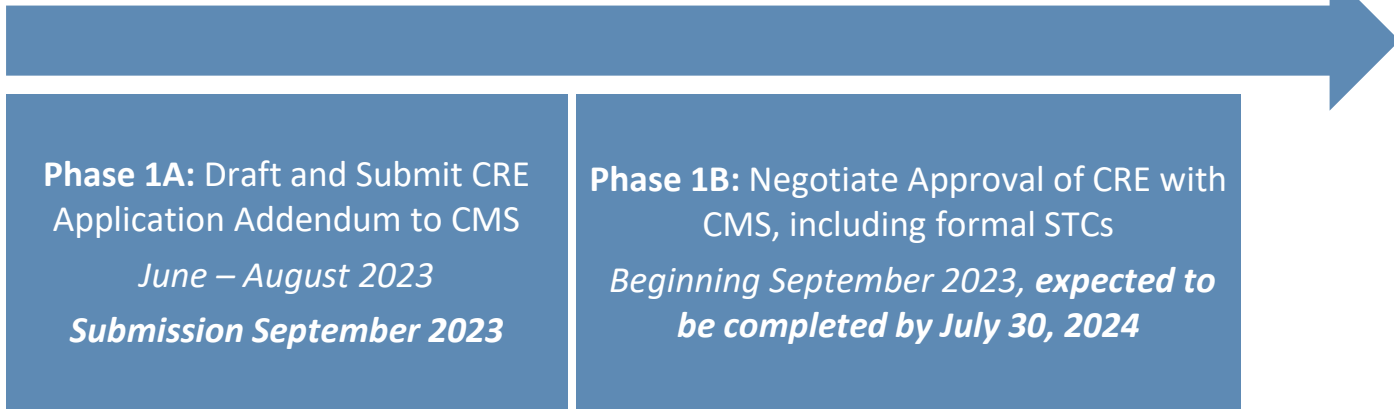 Phase 1A: Draft and Submit CRE
Application Addendum to CMS
June – August 2023
Submission September 2023
Phase 1B: Negotiate Approval of CRE with
CMS, including formal STCs
Beginning September 2023, expected to
be completed by July 30, 2024